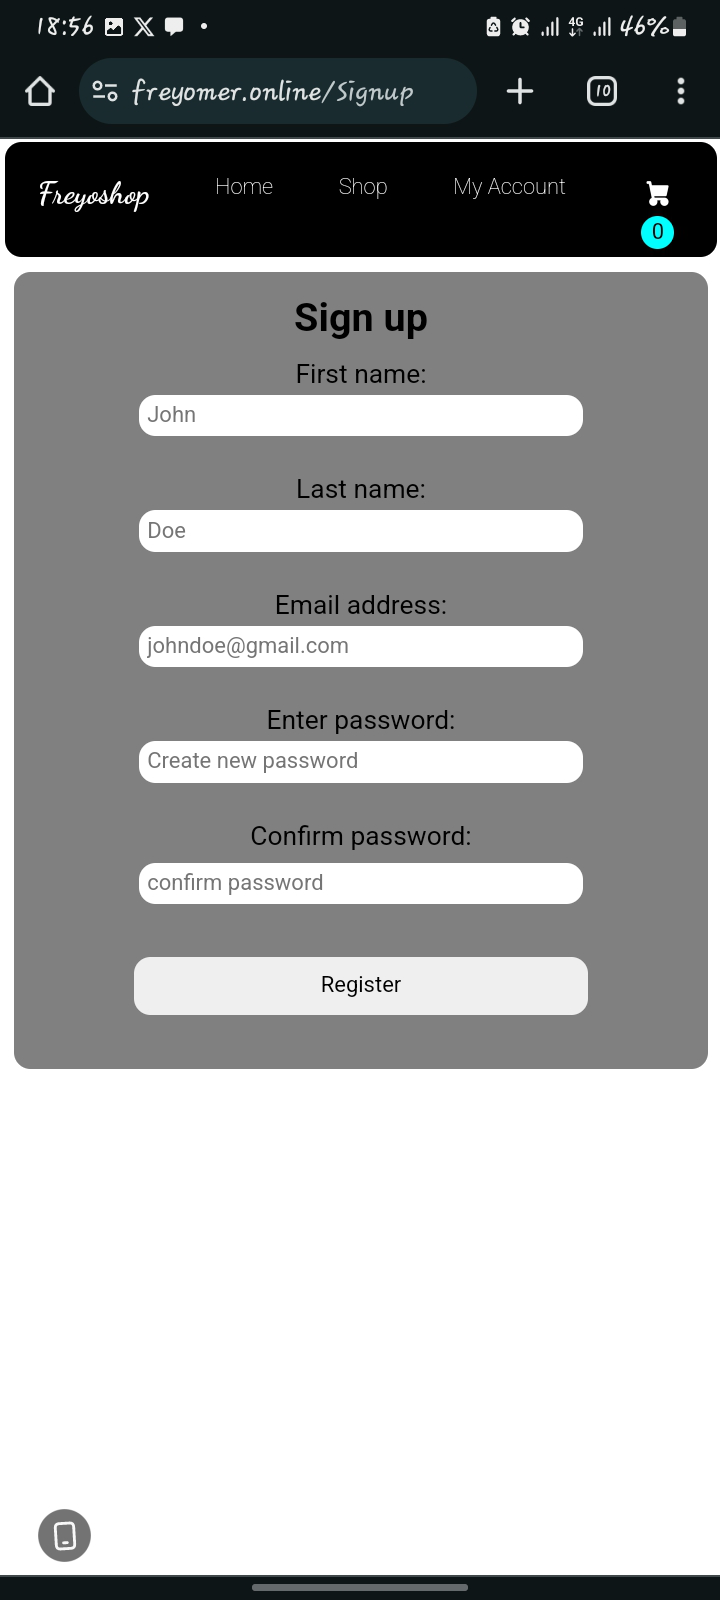 18:56 4G 46%
freyomer.online/Signup 10
Freyoshop Home Shop My Account
0
Sign up
First name:
John
Last name:
Doe
Email address:
johndoe@gmail.com
Enter password:
Create new password
Confirm password:
confirm password
Register